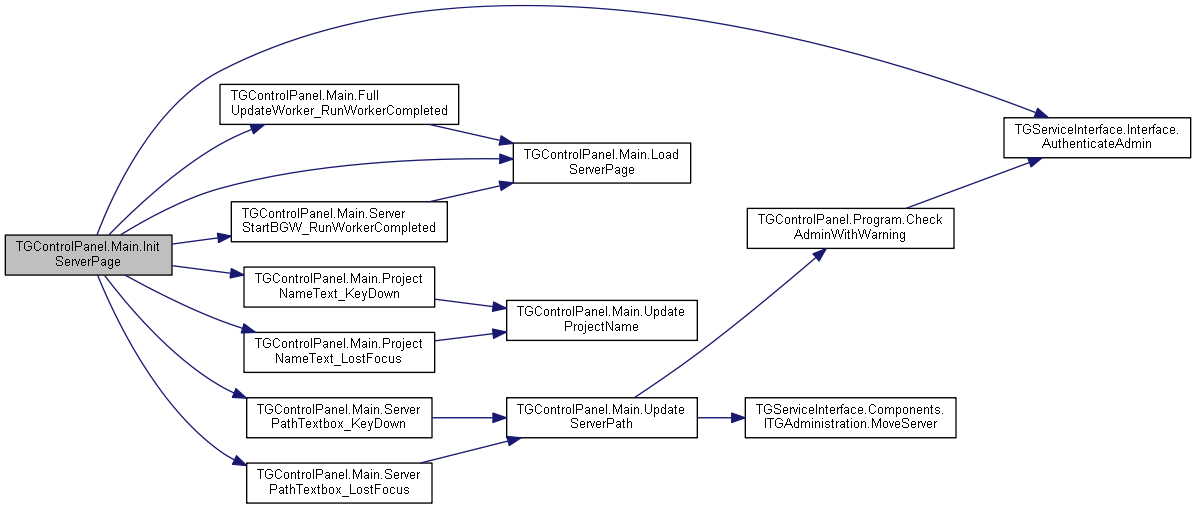 TGControlPanel.Main.Init
ServerPage
TGControlPanel.Main.Full
UpdateWorker_RunWorkerCompleted
TGControlPanel.Main.Server
StartBGW_RunWorkerCompleted
TGControlPanel.Main.Project
NameText_KeyDown
TGControlPanel.Main.Project
NameText_LostFocus
TGControlPanel.Main.Server
PathTextbox_KeyDown
TGControlPanel.Main.Server
PathTextbox_LostFocus
TGControlPanel.Main.Load
ServerPage
TGControlPanel.Main.Update
ProjectName
TGControlPanel.Main.Update
ServerPath
TGControlPanel.Program.Check
AdminWithWarning
TGServiceInterface.Components.
ITGAdministration.MoveServer
TGServiceInterface.Interface.
AuthenticateAdmin